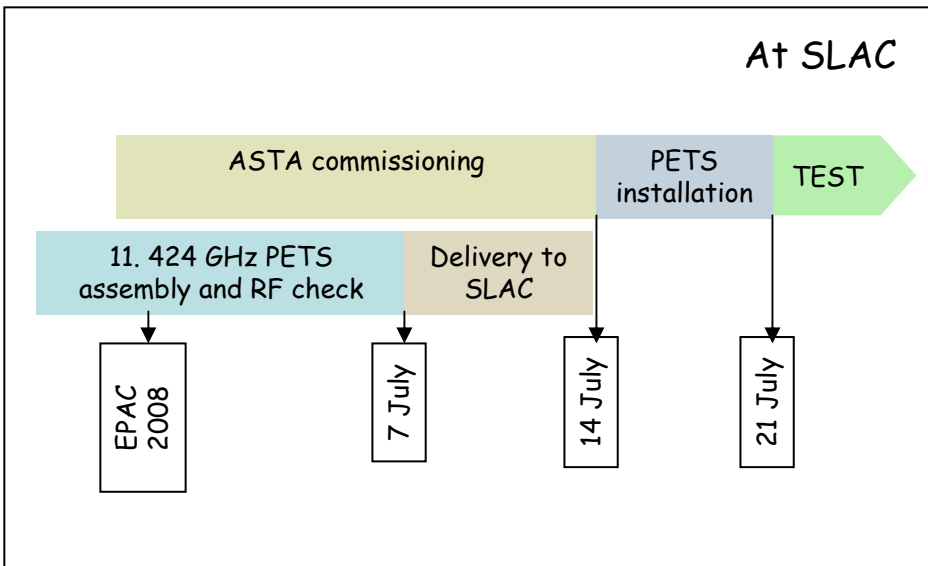 At SLAC
ASTA commissioning
PETS
installation
TEST
11. 424 GHz PETS
assembly and RF check
Delivery to
SLAC
EPAC
2008
7 July
14 July
21 July